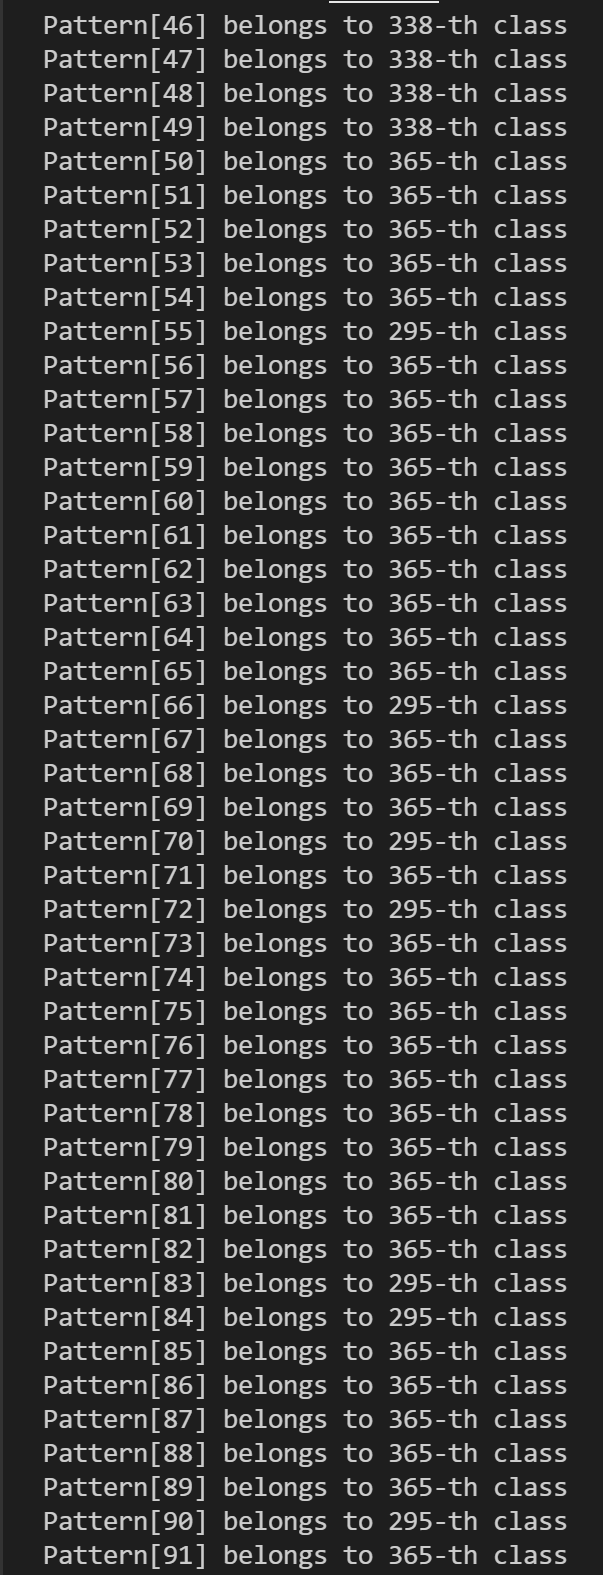 Pattern[46] belongs to 338-th class
Pattern[47] belongs to 338-th class
Pattern[48] belongs to 338-th class
Pattern[49] belongs to 338-th class
Pattern[50] belongs to 365-th class
Pattern[51] belongs to 365-th class
Pattern[52] belongs to 365-th class
Pattern[53] belongs to 365-th class
Pattern[54] belongs to 365-th class
Pattern[55] belongs to 295-th class
Pattern[56] belongs to 365-th class
Pattern[57] belongs to 365-th class
Pattern[58] belongs to 365-th class
Pattern[59] belongs to 365-th class
Pattern[60] belongs to 365-th class
Pattern[61] belongs to 365-th class
Pattern[62] belongs to 365-th class
Pattern[63] belongs to 365-th class
Pattern[64] belongs to 365-th class
Pattern[65] belongs to 365-th class
Pattern[66] belongs to 295-th class
Pattern[67] belongs to 365-th class
Pattern[68] belongs to 365-th class
Pattern[69] belongs to 365-th class
Pattern[70] belongs to 295-th class
Pattern[71] belongs to 365-th class
Pattern[72] belongs to 295-th class
Pattern[73] belongs to 365-th class
Pattern[74] belongs to 365-th class
Pattern[75] belongs to 365-th class
Pattern[76] belongs to 365-th class
Pattern[77] belongs to 365-th class
Pattern[78] belongs to 365-th class
Pattern[79] belongs to 365-th class
Pattern[80] belongs to 365-th class
Pattern[81] belongs to 365-th class
Pattern[82] belongs to 365-th class
Pattern[83] belongs to 295-th class
Pattern[84] belongs to 295-th class
Pattern[85] belongs to 365-th class
Pattern[86] belongs to 365-th class
Pattern[87] belongs to 365-th class
Pattern[88] belongs to 365-th class
Pattern[89] belongs to 365-th class
Pattern[90] belongs to 295-th class
Pattern[91] belongs to 365-th class